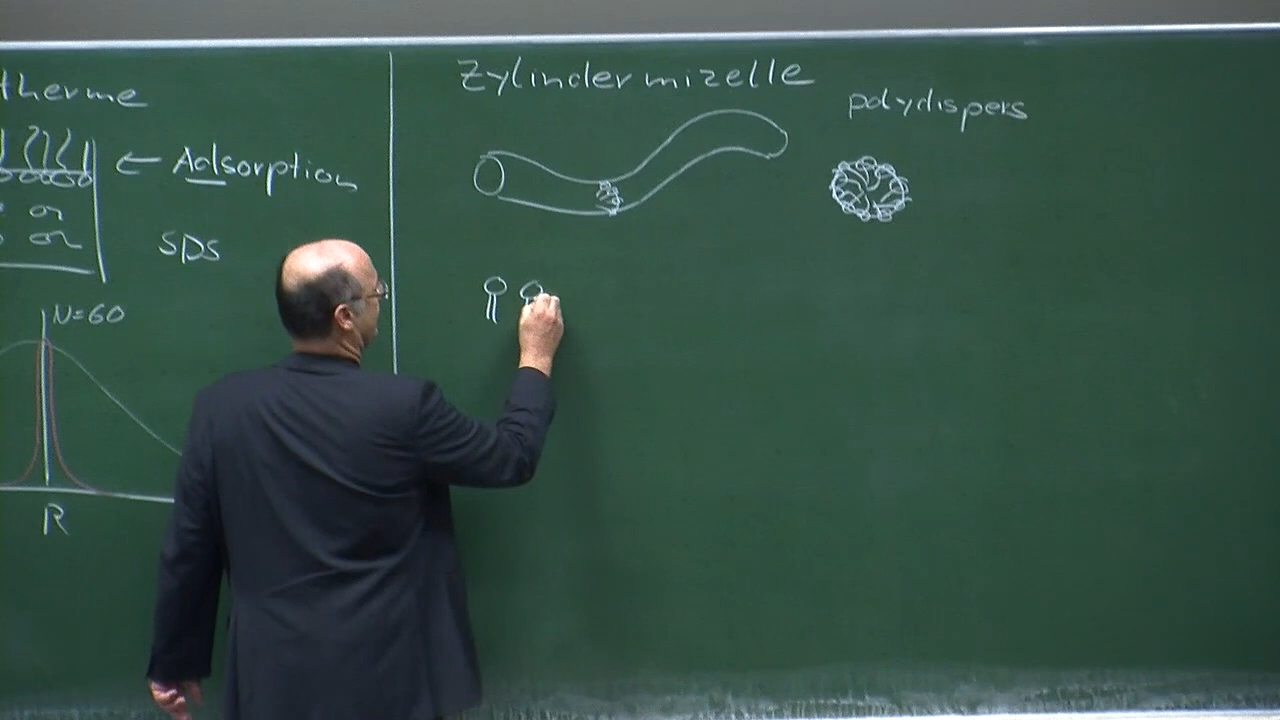 therme
← Adsorption
SDS
N=60
R
Zylindermizelle
polydispers